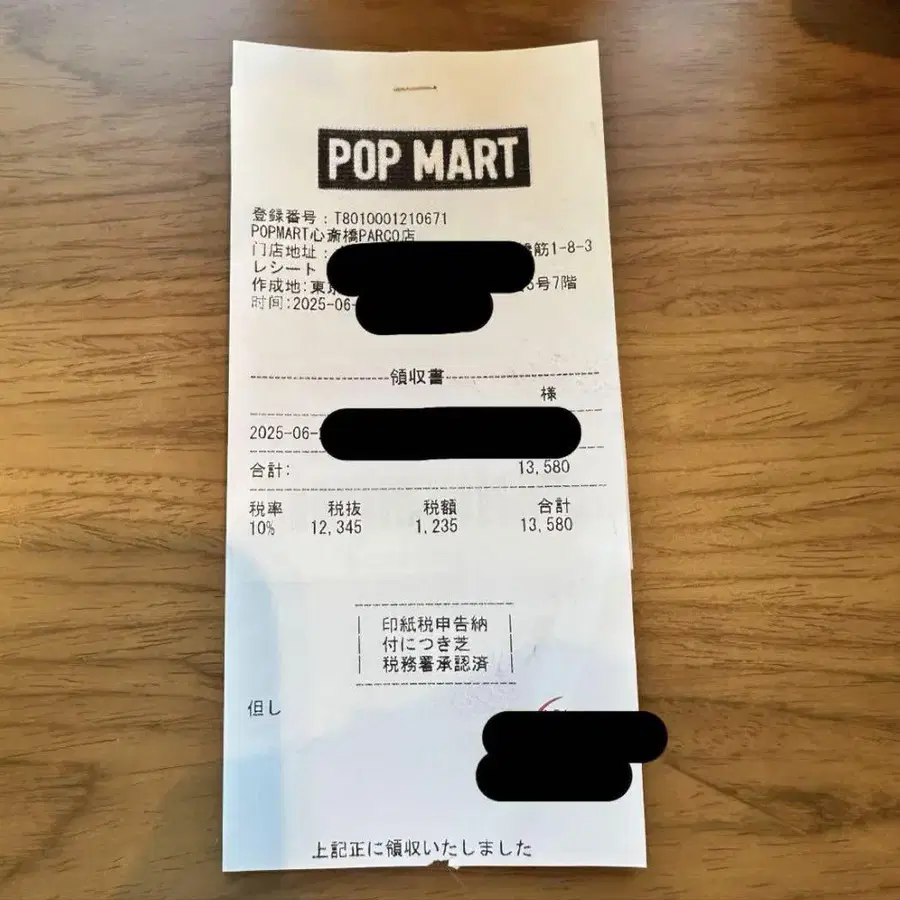 POP MART
登録番号：T8010001210671
POPMART心斎橋PARCO店
门店地址：筋1-8-3
レシート
作成地:東京 号7階
时间:2025-06-
領収書
様
2025-06-
合計: 13,580
税率 税抜 税額 合計
10% 12,345 1,235 13,580
印紙税申告納
付につき芝
税務署承認済
但し
上記正に領収いたしました